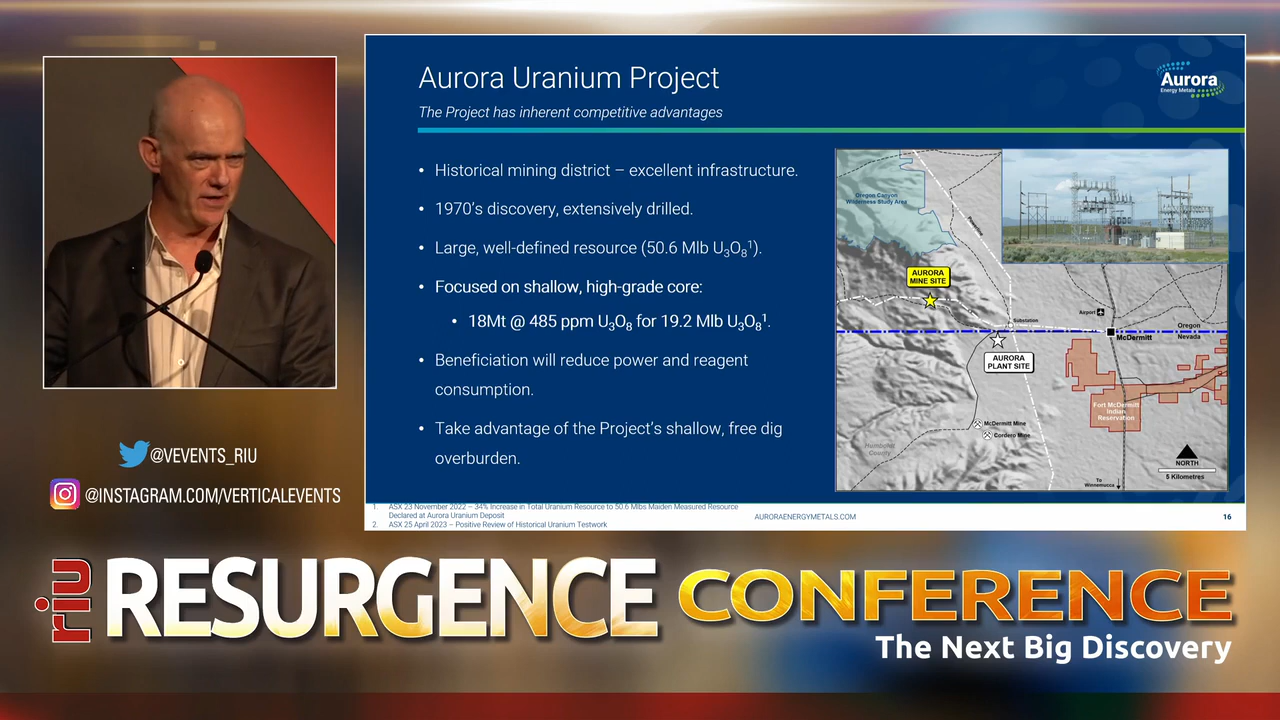 Aurora Uranium Project
The Project has inherent competitive advantages
Aurora
Energy Metals
• Historical mining district – excellent infrastructure.
• 1970's discovery, extensively drilled.
• Large, well-defined resource (50.6 Mlb U₃O₈¹).
• Focused on shallow, high-grade core:
• 18Mt @ 485 ppm U₃O₈ for 19.2 Mlb U₃O₈¹.
• Beneficiation will reduce power and reagent
consumption.
• Take advantage of the Project's shallow, free dig
overburden.
Oregon Canyon
Wilderness Study Area
Powerline
AURORA
MINE SITE
Substation
Airport
Oregon
McDermitt
Nevada
AURORA
PLANT SITE
Fort McDermitt
Indian
Reservation
McDermitt Mine
Cordero Mine
Humboldt
County
NORTH
5 Kilometres
To
Winnemucca
1. ASX 23 November 2022 – 34% Increase in Total Uranium Resource to 50.6 Mlbs Maiden Measured Resource
Declared at Aurora Uranium Deposit
2. ASX 25 April 2023 – Positive Review of Historical Uranium Testwork
AURORAENERGYMETALS.COM
16
@VEVENTS_RIU
@INSTAGRAM.COM/VERTICALEVENTS
riu RESURGENCE CONFERENCE
The Next Big Discovery